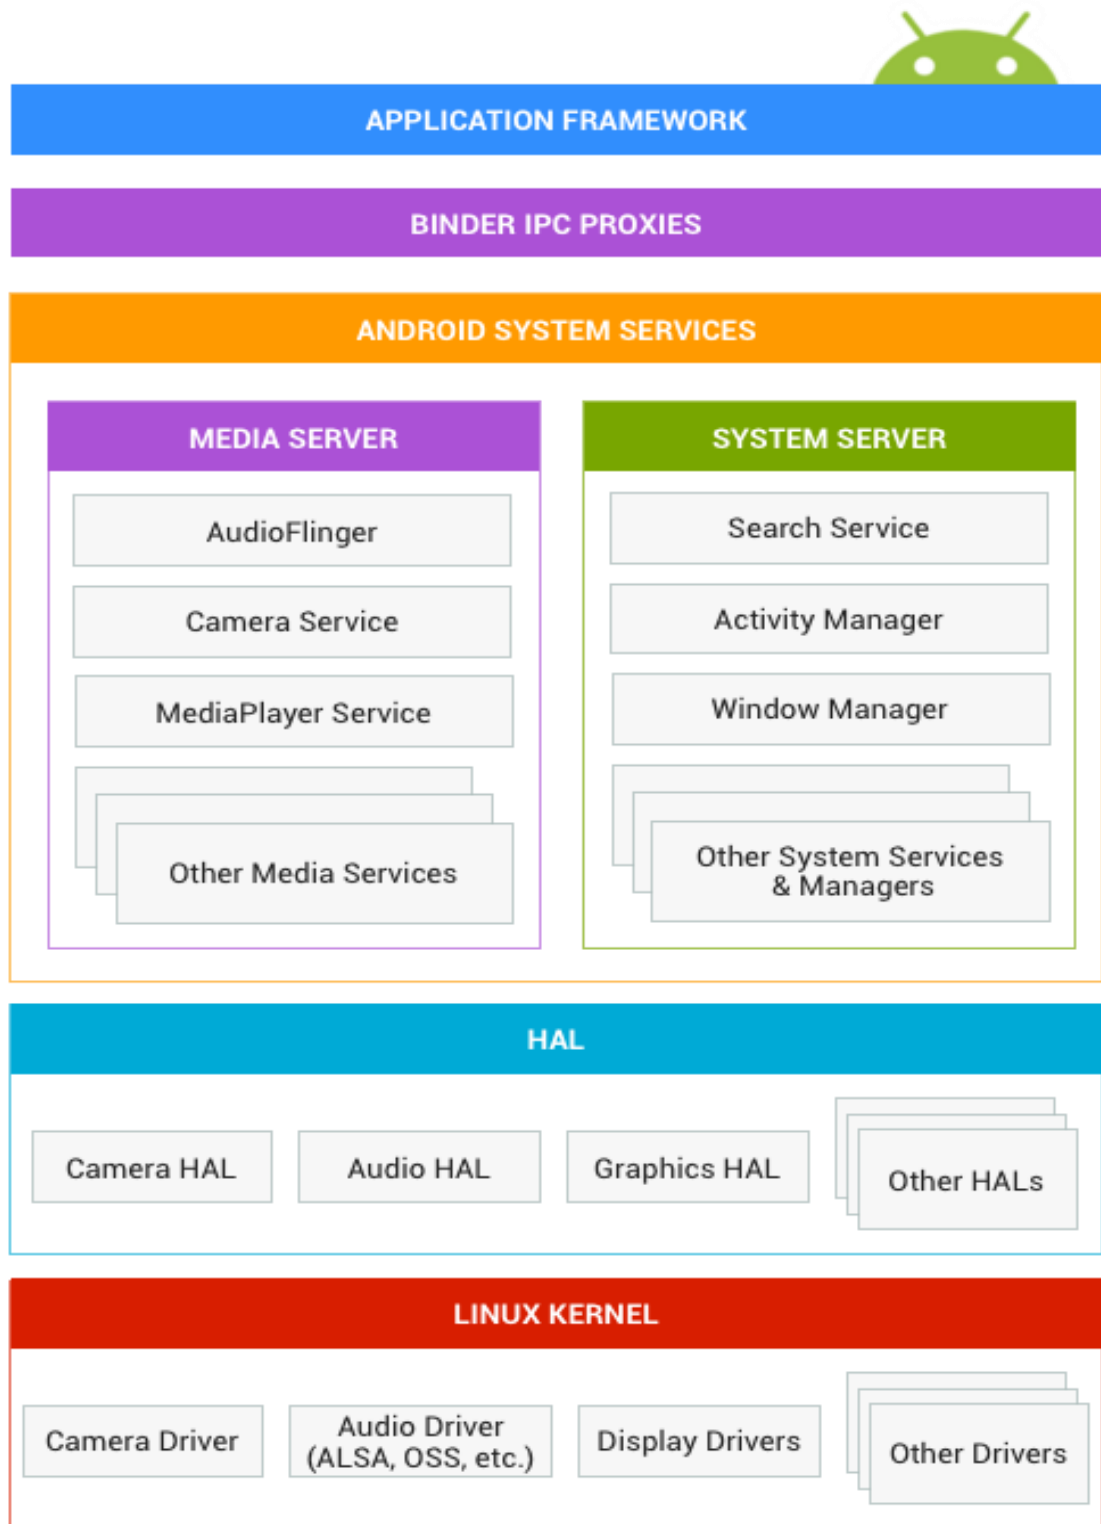 APPLICATION FRAMEWORK
BINDER IPC PROXIES
ANDROID SYSTEM SERVICES
MEDIA SERVER
AudioFlinger
Camera Service
MediaPlayer Service
Other Media Services
SYSTEM SERVER
Search Service
Activity Manager
Window Manager
Other System Services
& Managers
HAL
Camera HAL
Audio HAL
Graphics HAL
Other HALs
LINUX KERNEL
Camera Driver
Audio Driver
(ALSA, OSS, etc.)
Display Drivers
Other Drivers